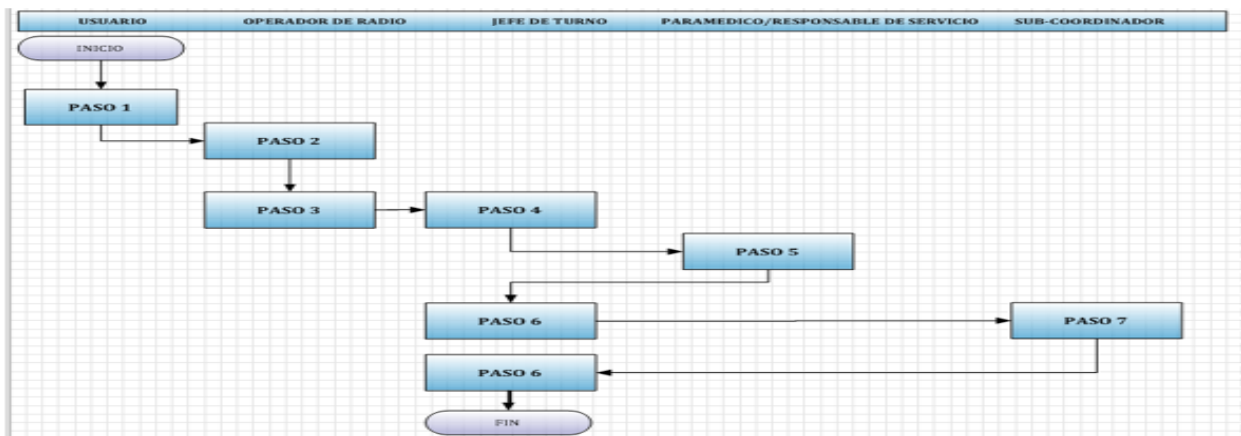 USUARIO OPERADOR DE RADIO JEFE DE TURNO PARAMEDICO/RESPONSABLE DE SERVICIO SUB-COORDINADOR
INICIO
PASO 1
PASO 2
PASO 3 PASO 4
PASO 5
PASO 6 PASO 7
PASO 6
FIN